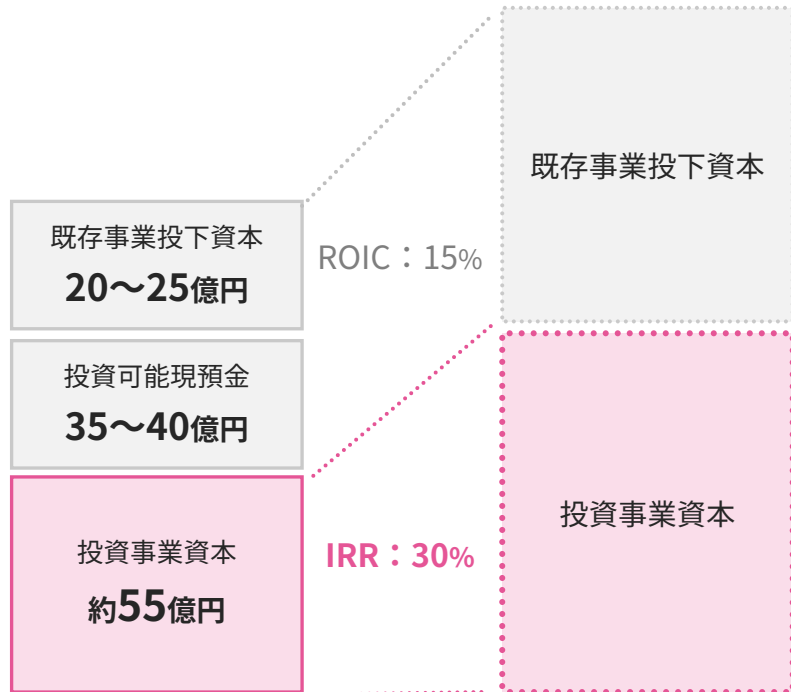 既存事業投下資本
既存事業投下資本
20〜25億円
ROIC：15%
投資可能現預金
35〜40億円
投資事業資本
投資事業資本
約55億円
IRR：30%